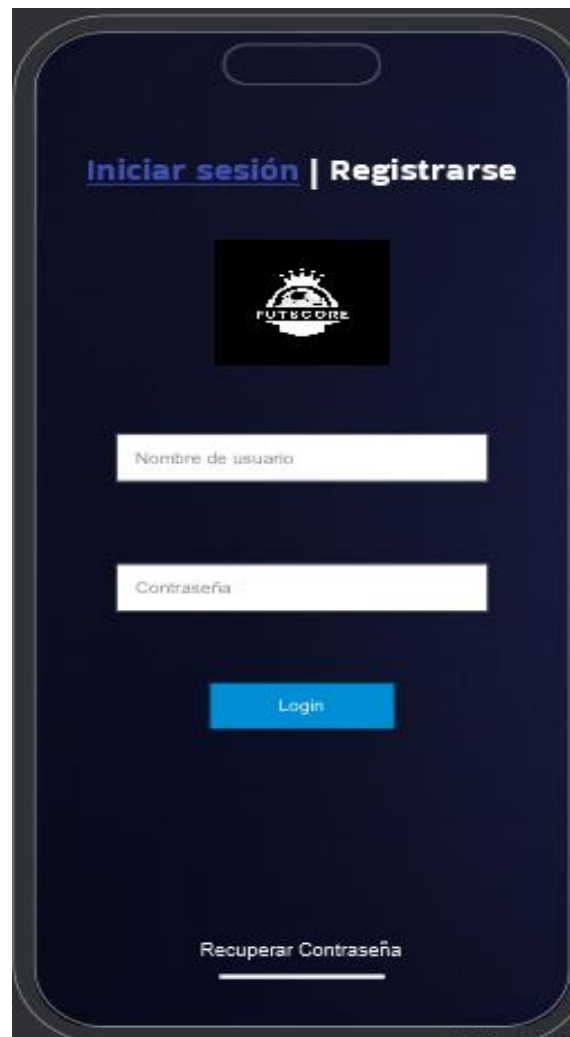 Iniciar sesión | Registrarse
FUTSCORE
Nombre de usuario
Contraseña
Login
Recuperar Contraseña